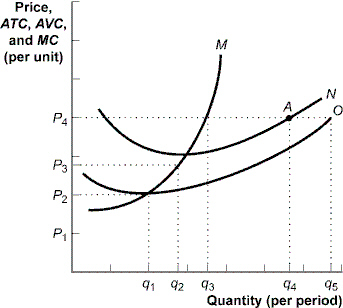 Price,
ATC, AVC,
and MC
(per unit)
M
N
A
O
P4
P3
P2
P1
q1 q2 q3 q4 q5
Quantity (per period)